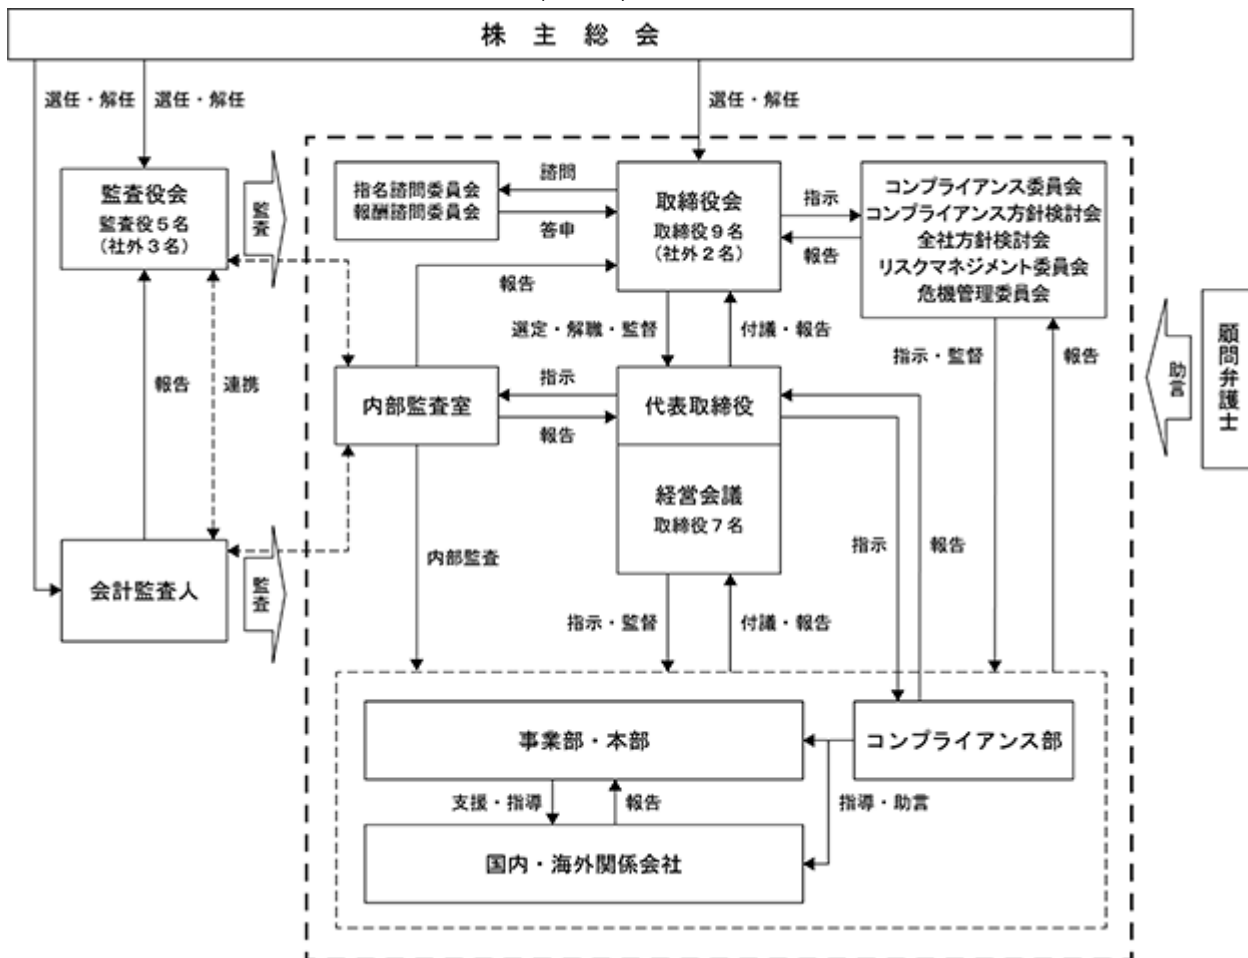 株主総会
選任・解任
選任・解任
選任・解任
監査役会
監査役5名
(社外3名)
監査
指名諮問委員会
報酬諮問委員会
諮問
答申
取締役会
取締役9名
(社外2名)
指示
報告
コンプライアンス委員会
コンプライアンス方針検討会
全社方針検討会
リスクマネジメント委員会
危機管理委員会
報告
選定・解職・監督
付議・報告
指示・監督
報告
助言
顧問弁護士
報告
連携
内部監査室
指示
報告
代表取締役
経営会議
取締役7名
会計監査人
監査
内部監査
指示
報告
指示・監督
付議・報告
事業部・本部
コンプライアンス部
支援・指導
報告
指導・助言
国内・海外関係会社